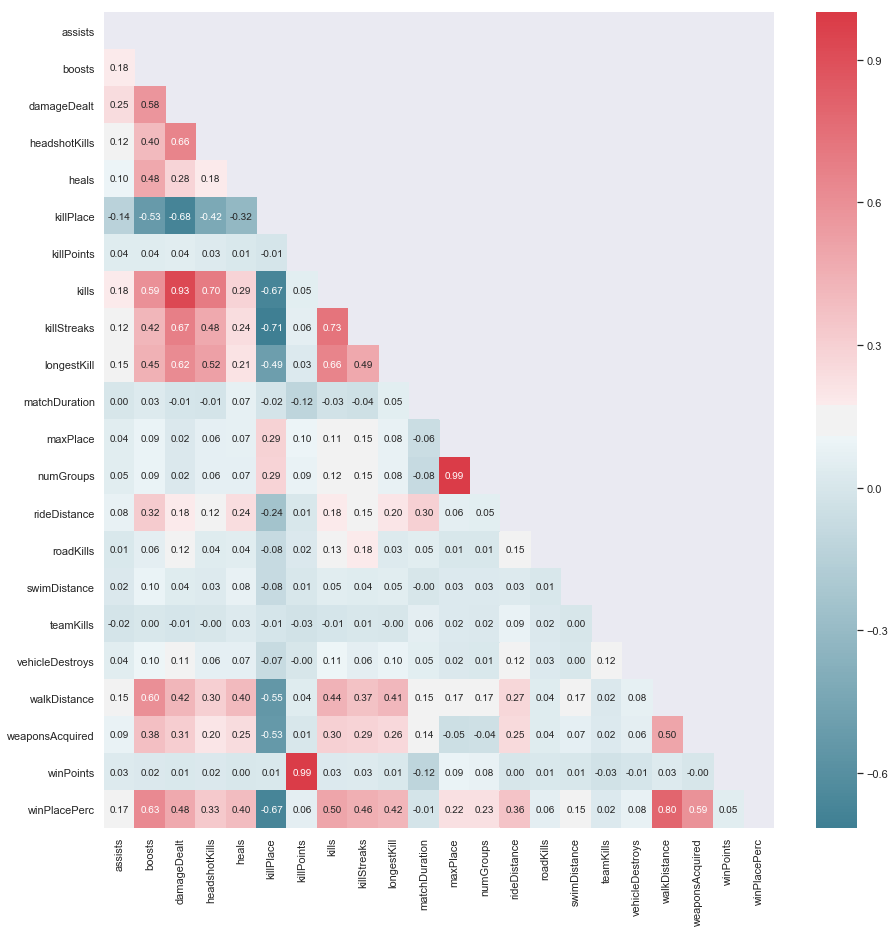 assists
boosts 0.18
damageDealt 0.25 0.58
headshotKills 0.12 0.40 0.66
heals 0.10 0.48 0.28 0.18
killPlace -0.14 -0.53 -0.68 -0.42 -0.32
killPoints 0.04 0.04 0.04 0.03 0.01 -0.01
kills 0.18 0.59 0.93 0.70 0.29 -0.67 0.05
killStreaks 0.12 0.42 0.67 0.48 0.24 -0.71 0.06 0.73
longestKill 0.15 0.45 0.62 0.52 0.21 -0.49 0.03 0.66 0.49
matchDuration 0.00 0.03 -0.01 -0.01 0.07 -0.02 -0.12 -0.03 -0.04 0.05
maxPlace 0.04 0.09 0.02 0.06 0.07 0.29 0.10 0.11 0.15 0.08 -0.06
numGroups 0.05 0.09 0.02 0.06 0.07 0.29 0.09 0.12 0.15 0.08 -0.08 0.99
rideDistance 0.08 0.32 0.18 0.12 0.24 -0.24 0.01 0.18 0.15 0.20 0.30 0.06 0.05
roadKills 0.01 0.06 0.12 0.04 0.04 -0.08 0.02 0.13 0.18 0.03 0.05 0.01 0.01 0.15
swimDistance 0.02 0.10 0.04 0.03 0.08 -0.08 0.01 0.05 0.04 0.05 -0.00 0.03 0.03 0.03 0.01
teamKills -0.02 0.00 -0.01 -0.00 0.03 -0.01 -0.03 -0.01 0.01 -0.00 0.06 0.02 0.02 0.09 0.02 0.00
vehicleDestroys 0.04 0.10 0.11 0.06 0.07 -0.07 -0.00 0.11 0.06 0.10 0.05 0.02 0.01 0.12 0.03 0.00 0.12
walkDistance 0.15 0.60 0.42 0.30 0.40 -0.55 0.04 0.44 0.37 0.41 0.15 0.17 0.17 0.27 0.04 0.17 0.02 0.08
weaponsAcquired 0.09 0.38 0.31 0.20 0.25 -0.53 0.01 0.30 0.29 0.26 0.14 -0.05 -0.04 0.25 0.04 0.07 0.02 0.06 0.50
winPoints 0.03 0.02 0.01 0.02 0.00 0.01 0.99 0.03 0.03 0.01 -0.12 0.09 0.08 0.00 0.01 0.01 -0.03 -0.01 0.03 -0.00
winPlacePerc 0.17 0.63 0.48 0.33 0.40 -0.67 0.06 0.50 0.46 0.42 -0.01 0.22 0.23 0.36 0.06 0.15 0.02 0.08 0.80 0.59 0.05
assists
boosts
damageDealt
headshotKills
heals
killPlace
killPoints
kills
killStreaks
longestKill
matchDuration
maxPlace
numGroups
rideDistance
roadKills
swimDistance
teamKills
vehicleDestroys
walkDistance
weaponsAcquired
winPoints
winPlacePerc
0.9
0.6
0.3
0.0
-0.3
-0.6